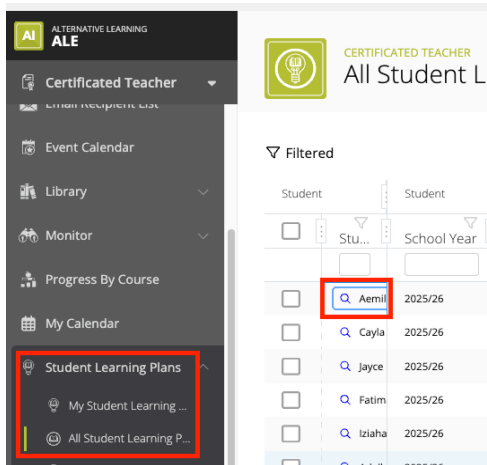 AI
ALTERNATIVE LEARNING
ALE
Certificated Teacher
Email Recipient List
Event Calendar
Library
Monitor
Progress By Course
My Calendar
Student Learning Plans
My Student Learning ...
All Student Learning P...
CERTIFICATED TEACHER
All Student L
Filtered
Student Student
Stu... School Year
Aemil 2025/26
Cayla 2025/26
Jayce 2025/26
Fatim 2025/26
Iziaha 2025/26